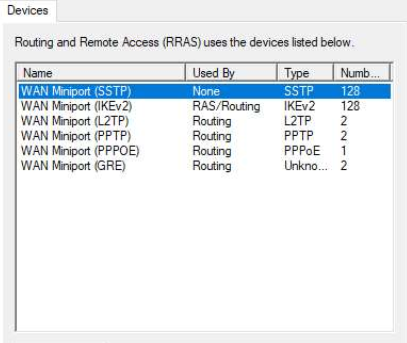 Devices
Routing and Remote Access (RRAS) uses the devices listed below.
Name Used By Type Numb...
WAN Miniport (SSTP) None SSTP 128
WAN Miniport (IKEv2) RAS/Routing IKEv2 128
WAN Miniport (L2TP) Routing L2TP 2
WAN Miniport (PPTP) Routing PPTP 2
WAN Miniport (PPPOE) Routing PPPoE 1
WAN Miniport (GRE) Routing Unkno... 2